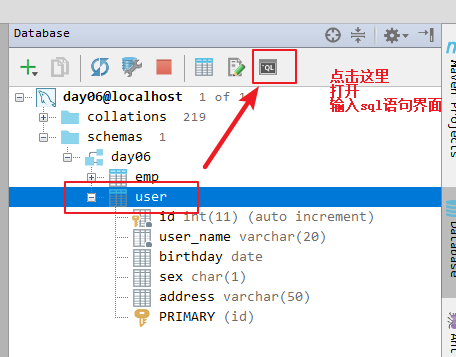 Database
QL
day06@localhost 1 of 1
点击这里
打开
输入sql语句界面
collations 219
schemas 1
day06
emp
user
id int(11) (auto increment)
user_name varchar(20)
birthday date
sex char(1)
address varchar(50)
PRIMARY (id)
Projects
Database